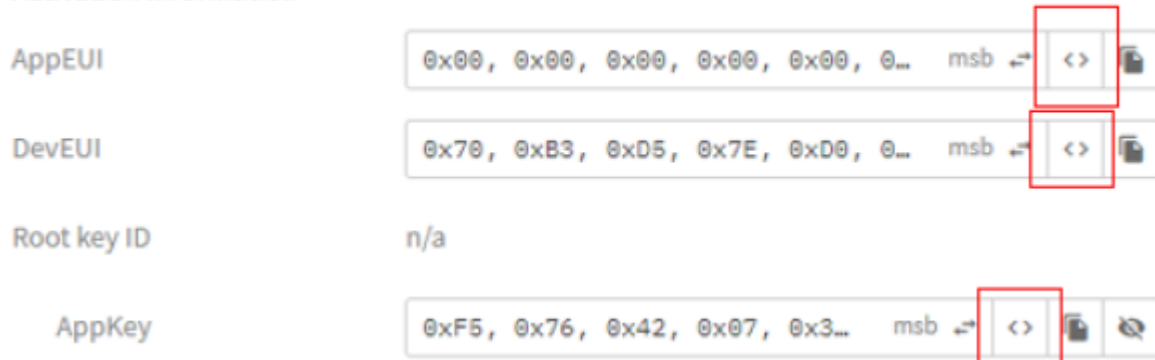 AppEUI 0x00, 0x00, 0x00, 0x00, 0x00, 0… msb <>
DevEUI 0x70, 0xB3, 0xD5, 0x7E, 0xD0, 0… msb <>
Root key ID n/a
AppKey 0xF5, 0x76, 0x42, 0x07, 0x3… msb <>